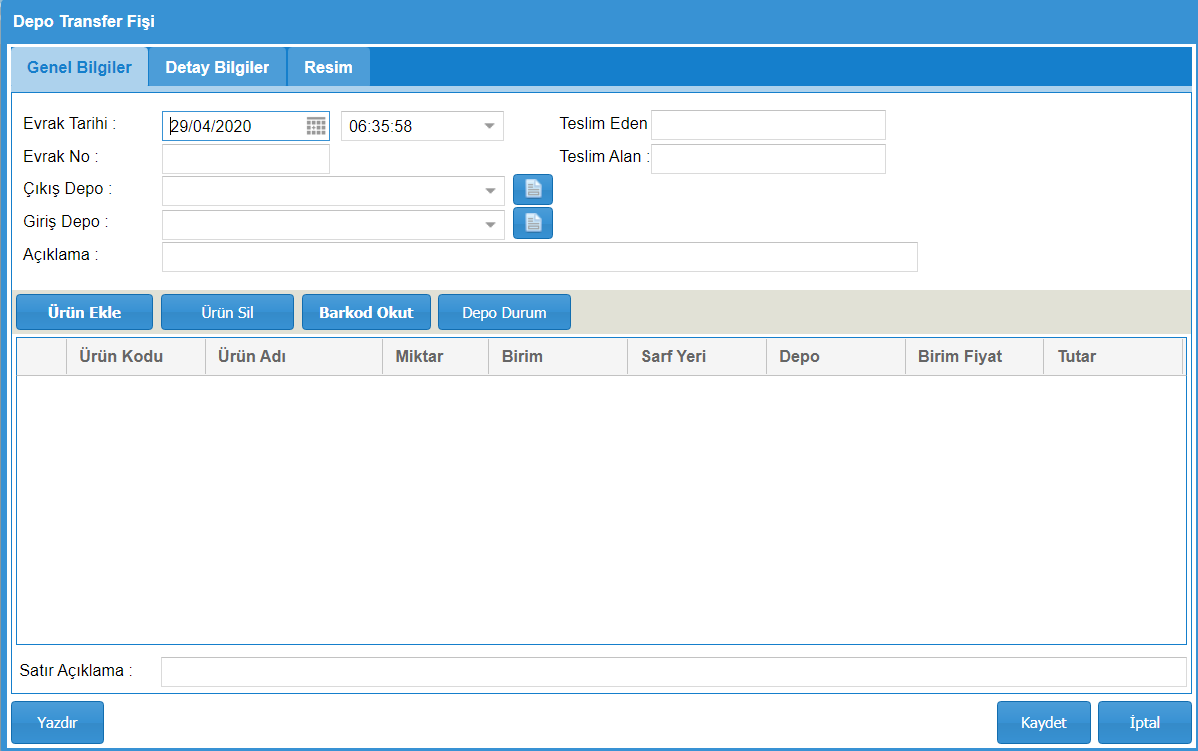 Depo Transfer Fişi
Genel Bilgiler Detay Bilgiler Resim
Evrak Tarihi : 29/04/2020 06:35:58 Teslim Eden
Evrak No : Teslim Alan :
Çıkış Depo :
Giriş Depo :
Açıklama :
Ürün Ekle Ürün Sil Barkod Okut Depo Durum
Ürün Kodu Ürün Adı Miktar Birim Sarf Yeri Depo Birim Fiyat Tutar
Satır Açıklama :
Yazdır Kaydet İptal